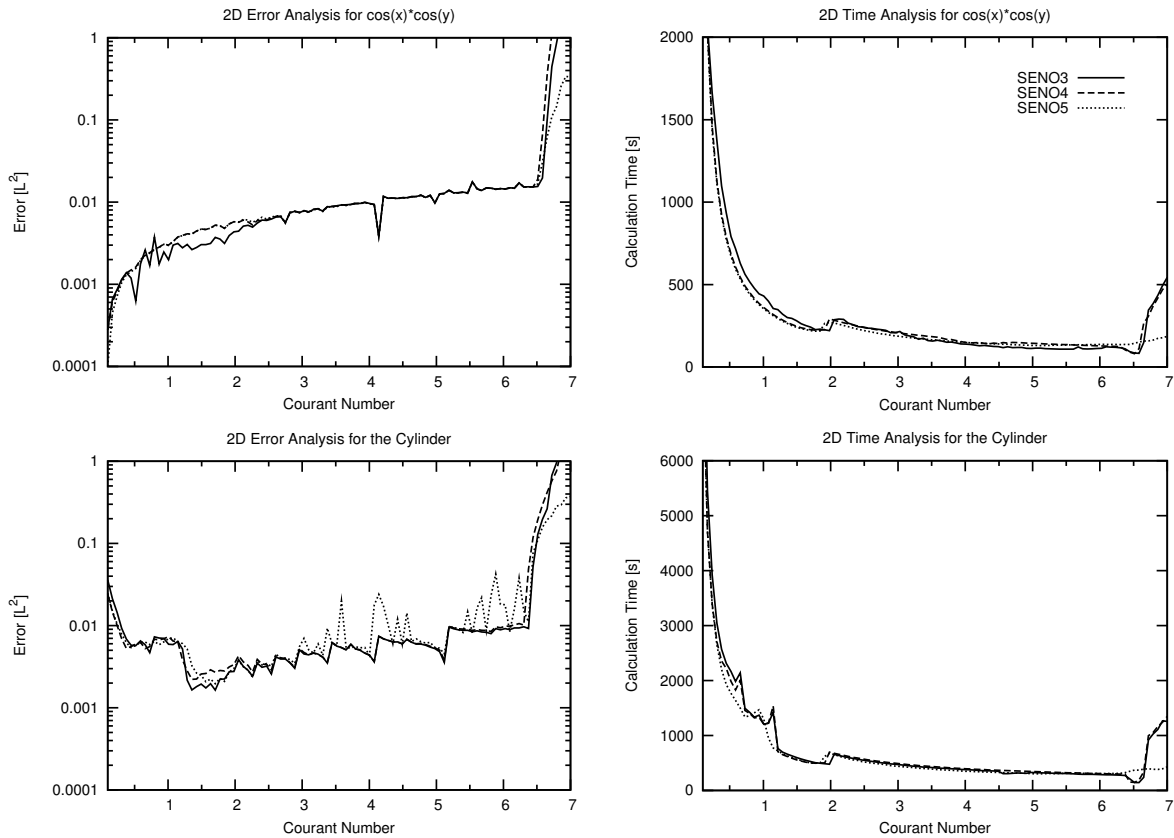 2D Error Analysis for cos(x)*cos(y)
1
0.1
0.01
0.001
0.0001
Error [L²]
1 2 3 4 5 6 7
Courant Number
2D Time Analysis for cos(x)*cos(y)
2000
1500
1000
500
0
Calculation Time [s]
SENO3
SENO4
SENO5
1 2 3 4 5 6 7
Courant Number
2D Error Analysis for the Cylinder
1
0.1
0.01
0.001
0.0001
Error [L²]
1 2 3 4 5 6 7
Courant Number
2D Time Analysis for the Cylinder
6000
5000
4000
3000
2000
1000
0
Calculation Time [s]
1 2 3 4 5 6 7
Courant Number